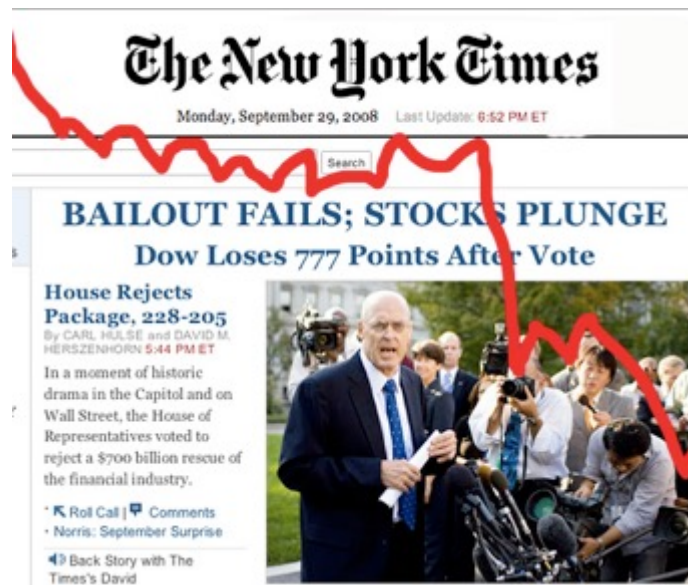 The New York Times
Monday, September 29, 2008 Last Update: 6:52 PM ET
Search
BAILOUT FAILS; STOCKS PLUNGE
Dow Loses 777 Points After Vote
House Rejects
Package, 228-205
By CARL HULSE and DAVID M.
HERSZENHORN 5:44 PM ET
In a moment of historic
drama in the Capitol and on
Wall Street, the House of
Representatives voted to
reject a $700 billion rescue of
the financial industry.
Roll Call | Comments
Norris: September Surprise
Back Story with The
Times's David